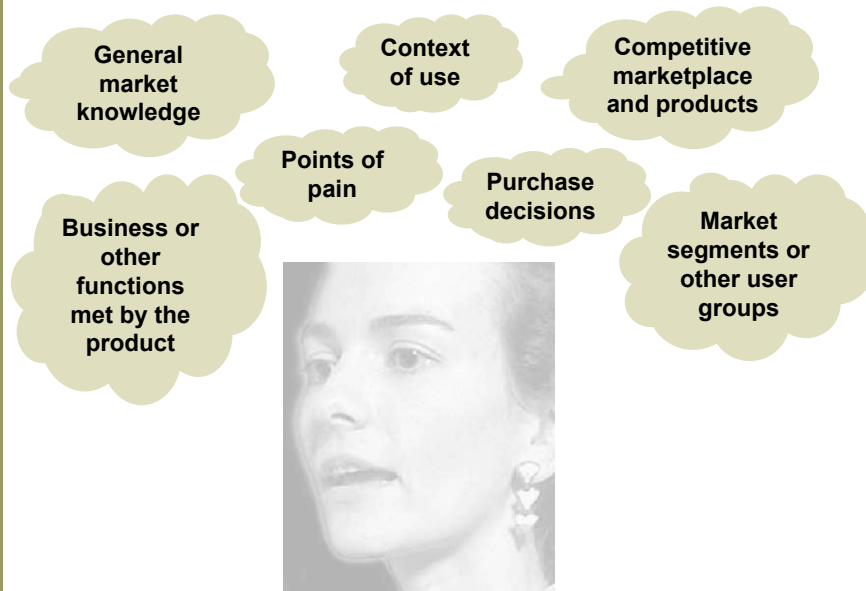 General
market
knowledge
Context
of use
Competitive
marketplace
and products
Points of
pain
Purchase
decisions
Business or
other
functions
met by the
product
Market
segments or
other user
groups